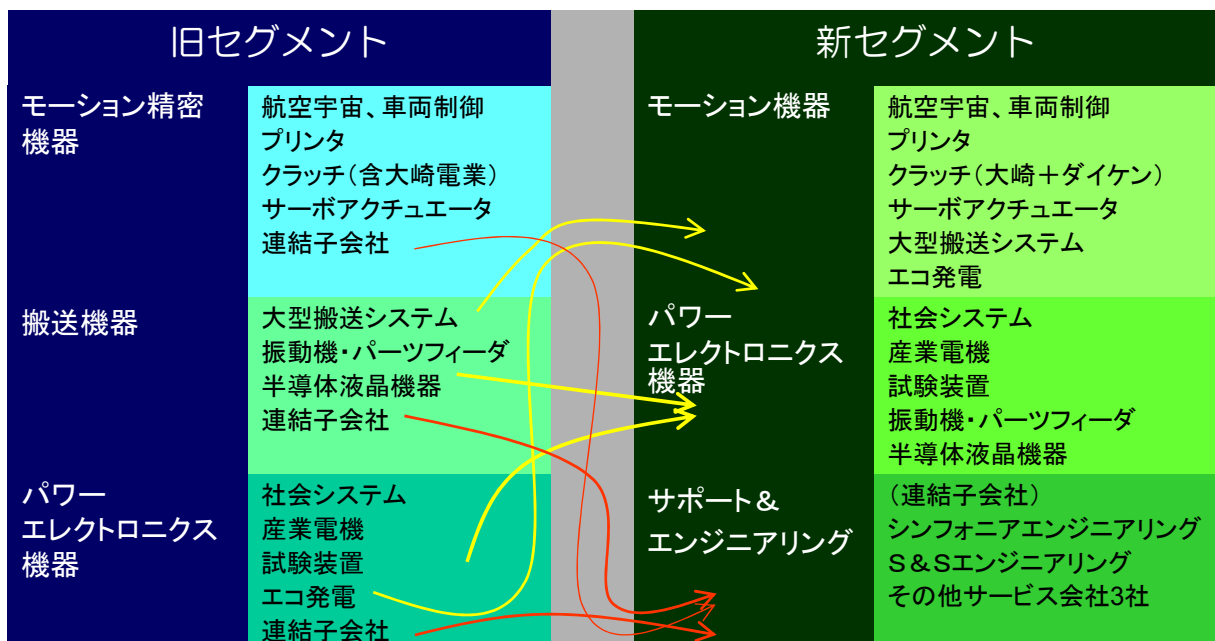 旧セグメント
新セグメント
モーション精密
機器
航空宇宙、車両制御
プリンタ
クラッチ(含大崎電業)
サーボアクチュエータ
連結子会社
搬送機器
大型搬送システム
振動機・パーツフィーダ
半導体液晶機器
連結子会社
パワー
エレクトロニクス
機器
社会システム
産業電機
試験装置
エコ発電
連結子会社
モーション機器
航空宇宙、車両制御
プリンタ
クラッチ(大崎+ダイケン)
サーボアクチュエータ
大型搬送システム
エコ発電
パワー
エレクトロニクス
機器
社会システム
産業電機
試験装置
振動機・パーツフィーダ
半導体液晶機器
サポート&
エンジニアリング
(連結子会社)
シンフォニアエンジニアリング
S&Sエンジニアリング
その他サービス会社3社